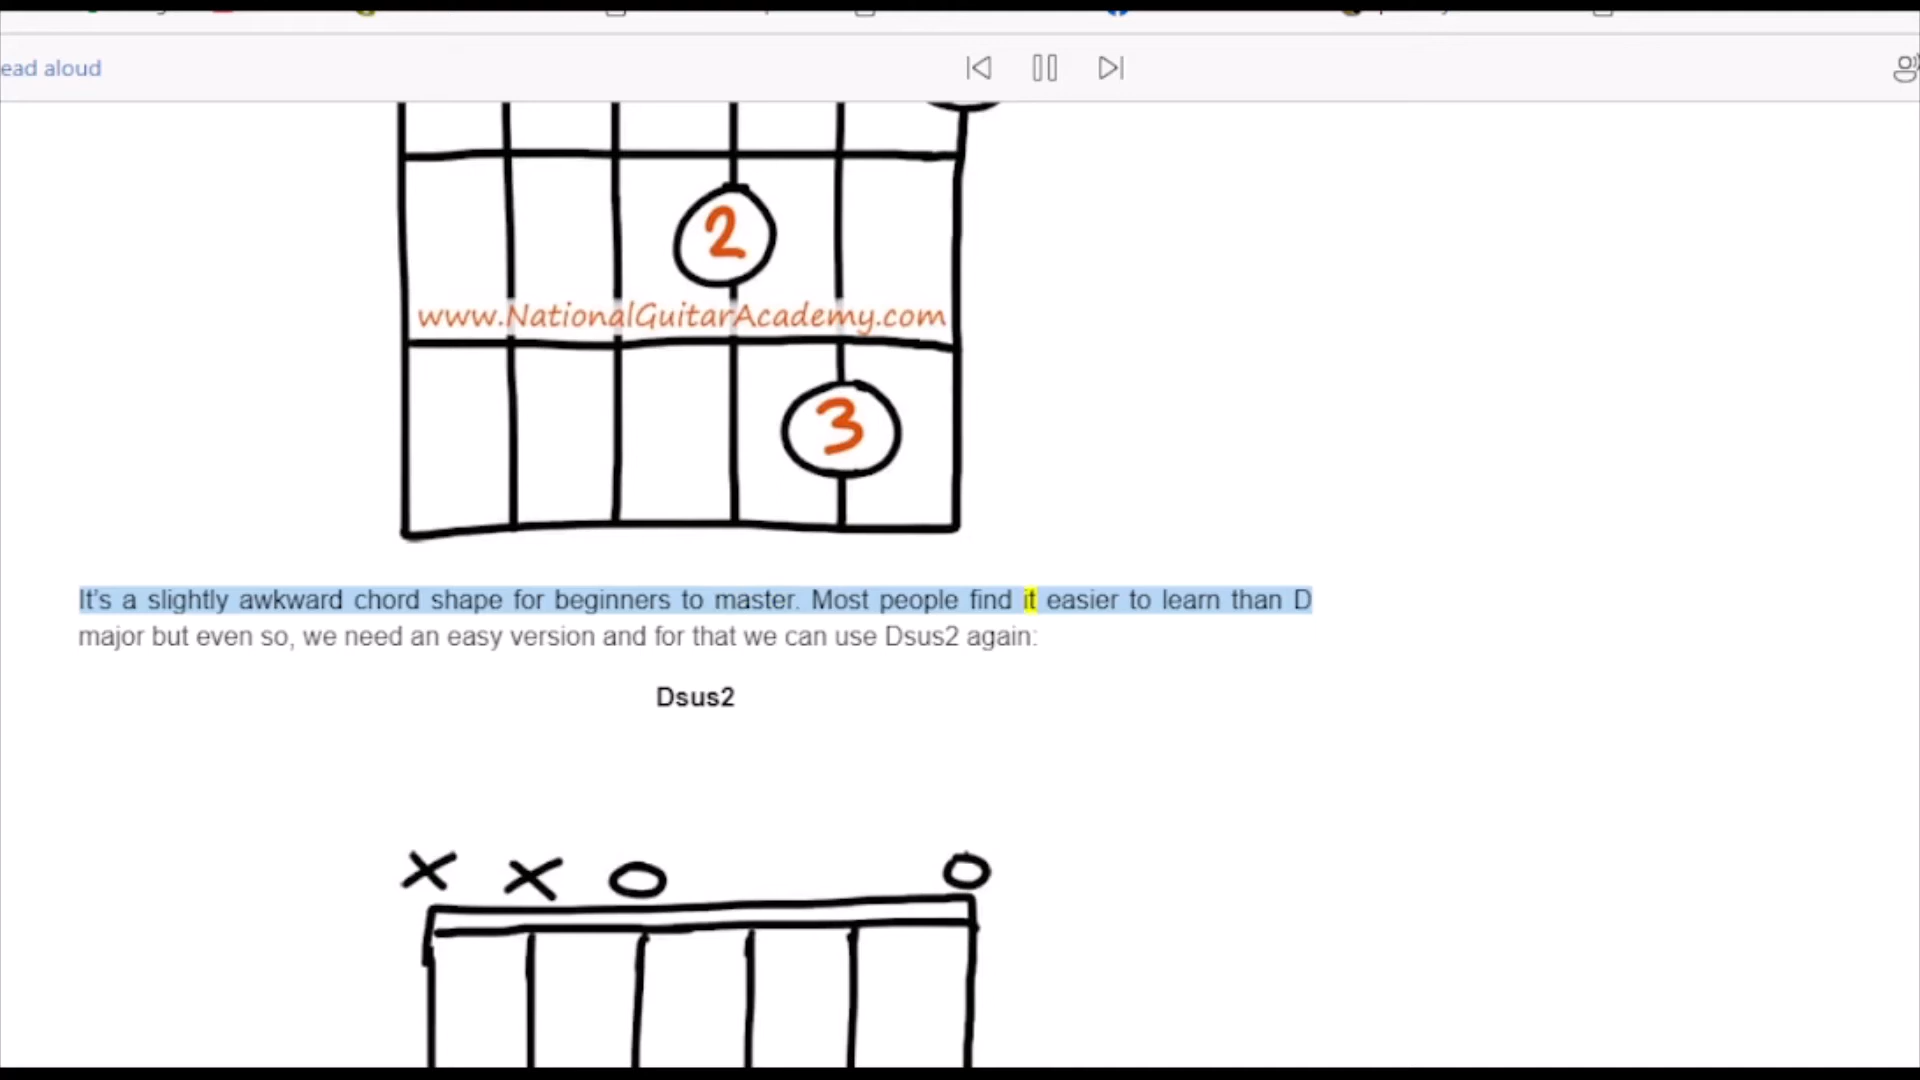 ead aloud
2
www.NationalGuitarAcademy.com
3
It's a slightly awkward chord shape for beginners to master. Most people find it easier to learn than D
major but even so, we need an easy version and for that we can use Dsus2 again:
Dsus2
X X O O